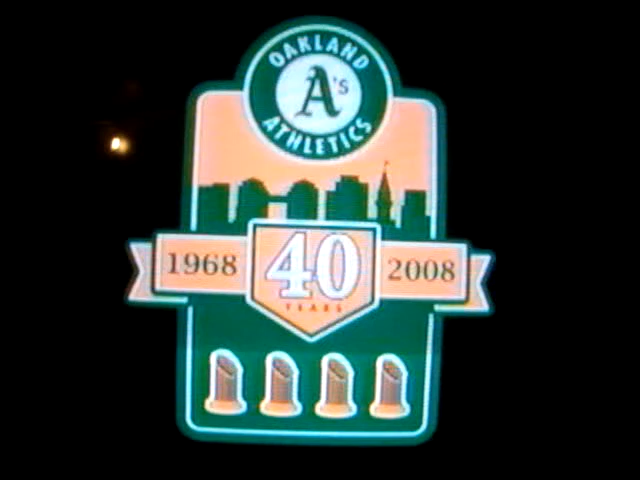 OAKLAND
A's
ATHLETICS
1968 40 2008
YEARS